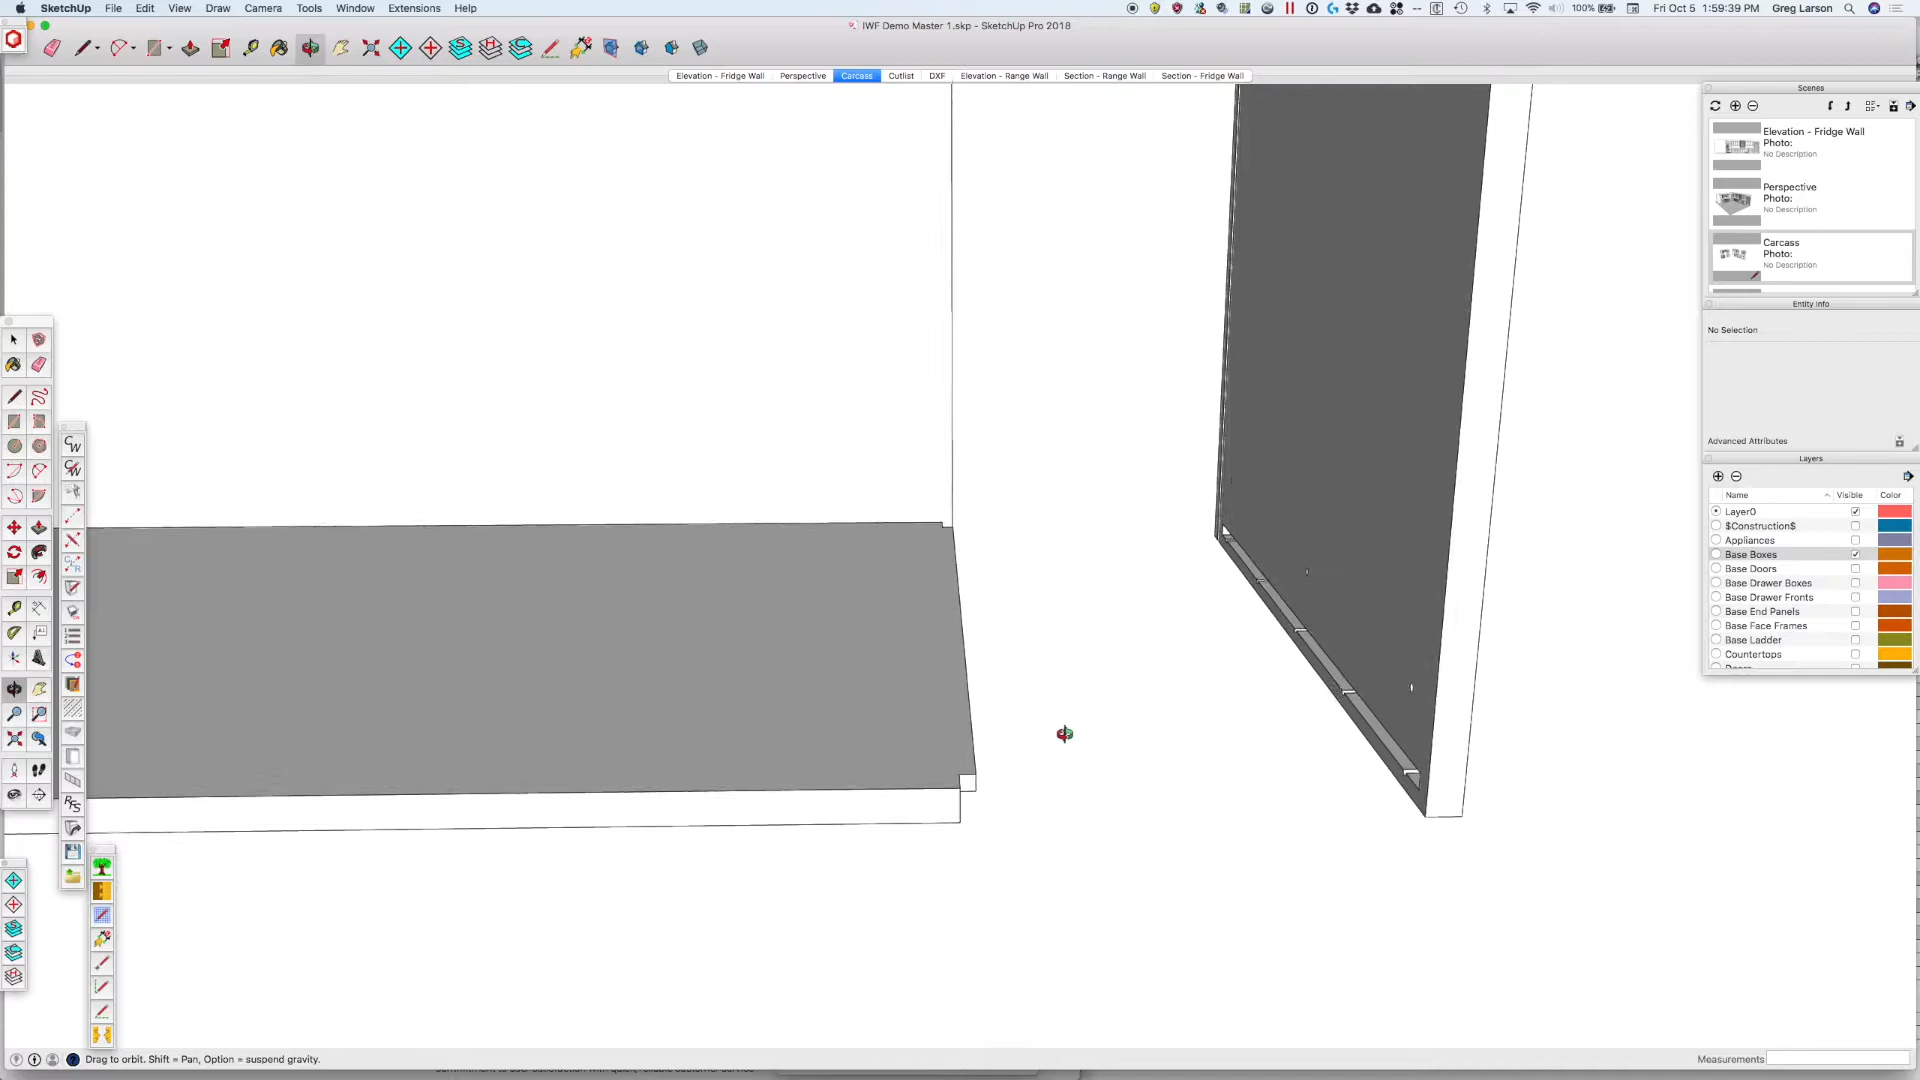 SketchUp File Edit View Draw Camera Tools Window Extensions Help 100% Fri Oct 5 1:59:39 PM Greg Larson
IWF Demo Master 1.skp - SketchUp Pro 2018
Elevation - Fridge Wall Perspective Carcass Cutlist DXF Elevation - Range Wall Section - Range Wall Section - Fridge Wall
Scenes
Elevation - Fridge Wall
Photo:
No Description
Perspective
Photo:
No Description
Carcass
Photo:
No Description
Entity Info
No Selection
Advanced Attributes
Layers
Name Visible Color
Layer0
$Construction$
Appliances
Base Boxes
Base Doors
Base Drawer Boxes
Base Drawer Fronts
Base End Panels
Base Face Frames
Base Ladder
Countertops
CW
CW
CLR
RFS
Drag to orbit. Shift = Pan, Option = suspend gravity.
Measurements